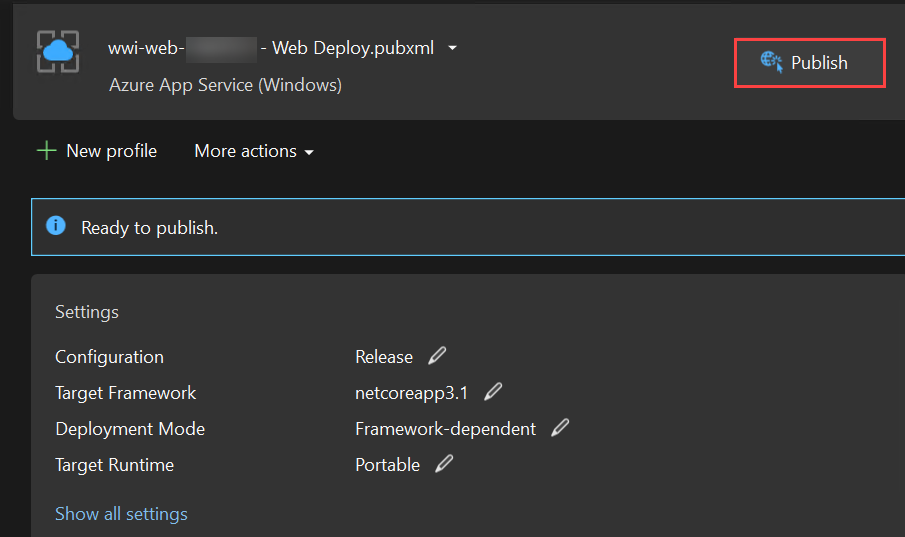 wwi-web- - Web Deploy.pubxml
Azure App Service (Windows)
Publish
New profile More actions
Ready to publish.
Settings
Configuration Release
Target Framework netcoreapp3.1
Deployment Mode Framework-dependent
Target Runtime Portable
Show all settings